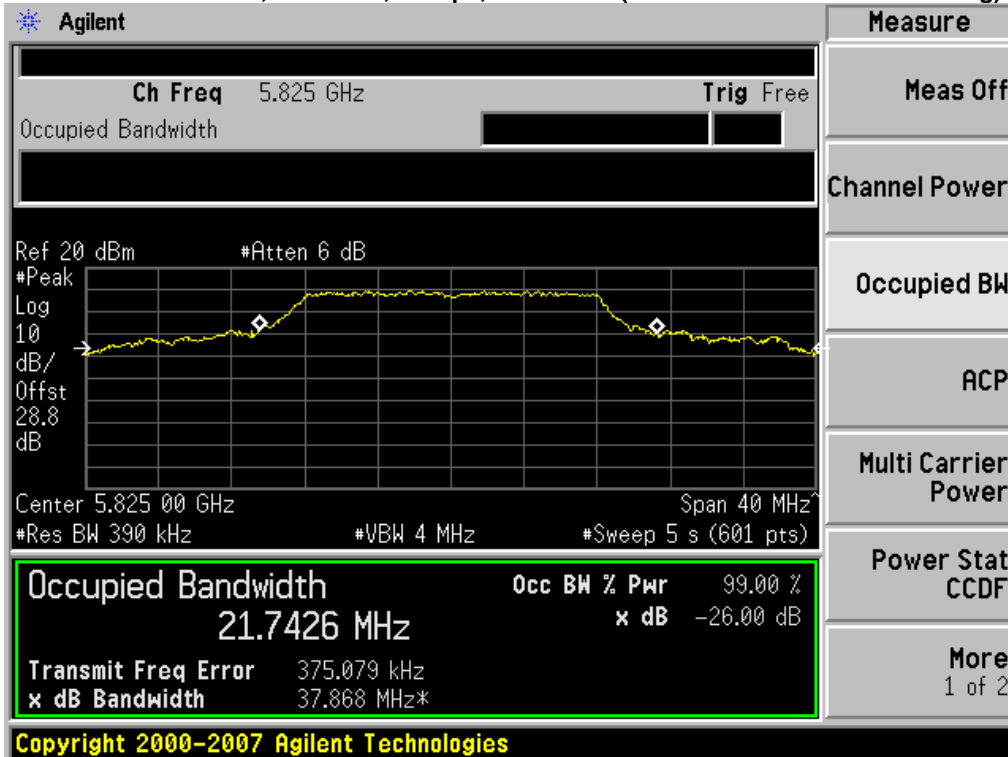 Agilent
Measure
Ch Freq 5.825 GHz Trig Free
Occupied Bandwidth
Meas Off
Channel Power
Occupied BW
ACP
Multi Carrier Power
Power Stat CCDF
More
1 of 2
Ref 20 dBm #Atten 6 dB
#Peak
Log
10
dB/
Offst
28.8
dB
Center 5.825 00 GHz Span 40 MHz^
#Res BW 390 kHz #VBW 4 MHz #Sweep 5 s (601 pts)
Occupied Bandwidth Occ BW % Pwr 99.00 %
21.7426 MHz x dB -26.00 dB
Transmit Freq Error 375.079 kHz
x dB Bandwidth 37.868 MHz*
Copyright 2000-2007 Agilent Technologies